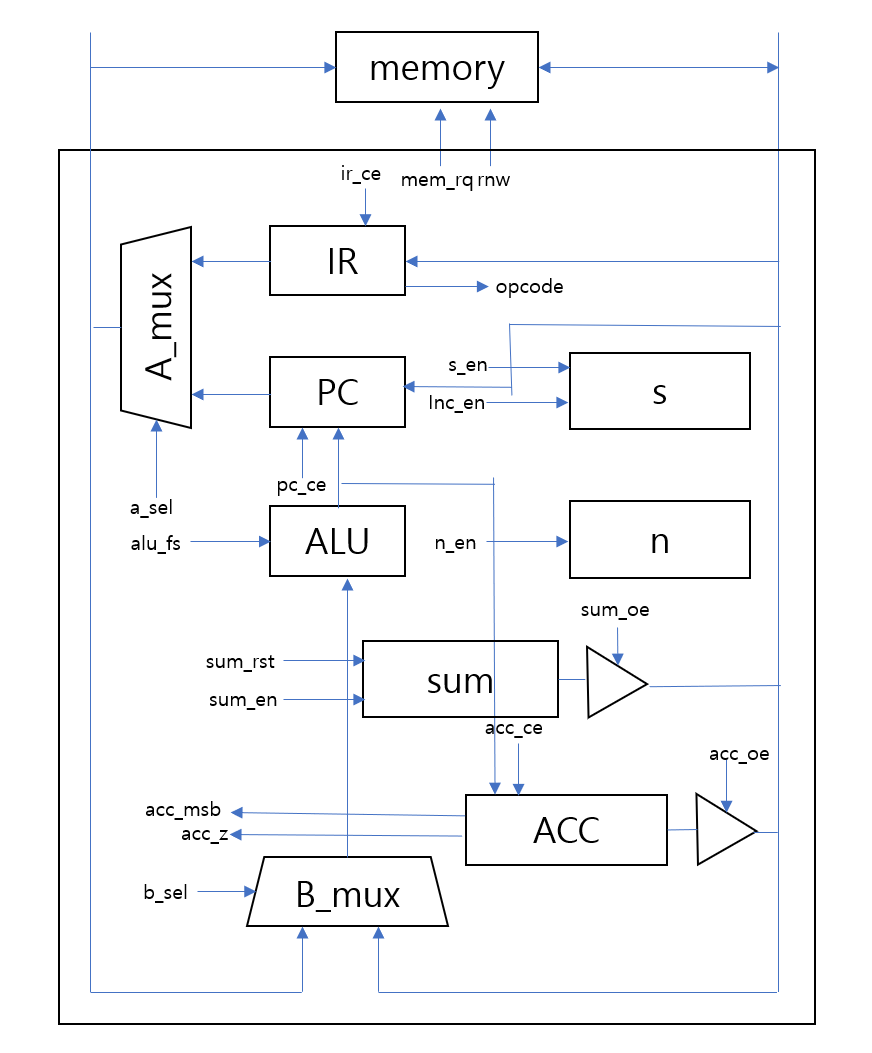 memory
mem_rq rnw
ir_ce
IR
opcode
A_mux
s_en
PC
s
Inc_en
pc_ce
a_sel
alu_fs
ALU
n_en
n
sum_oe
sum_rst
sum
sum_en
acc_ce
acc_oe
acc_msb
ACC
acc_z
b_sel
B_mux